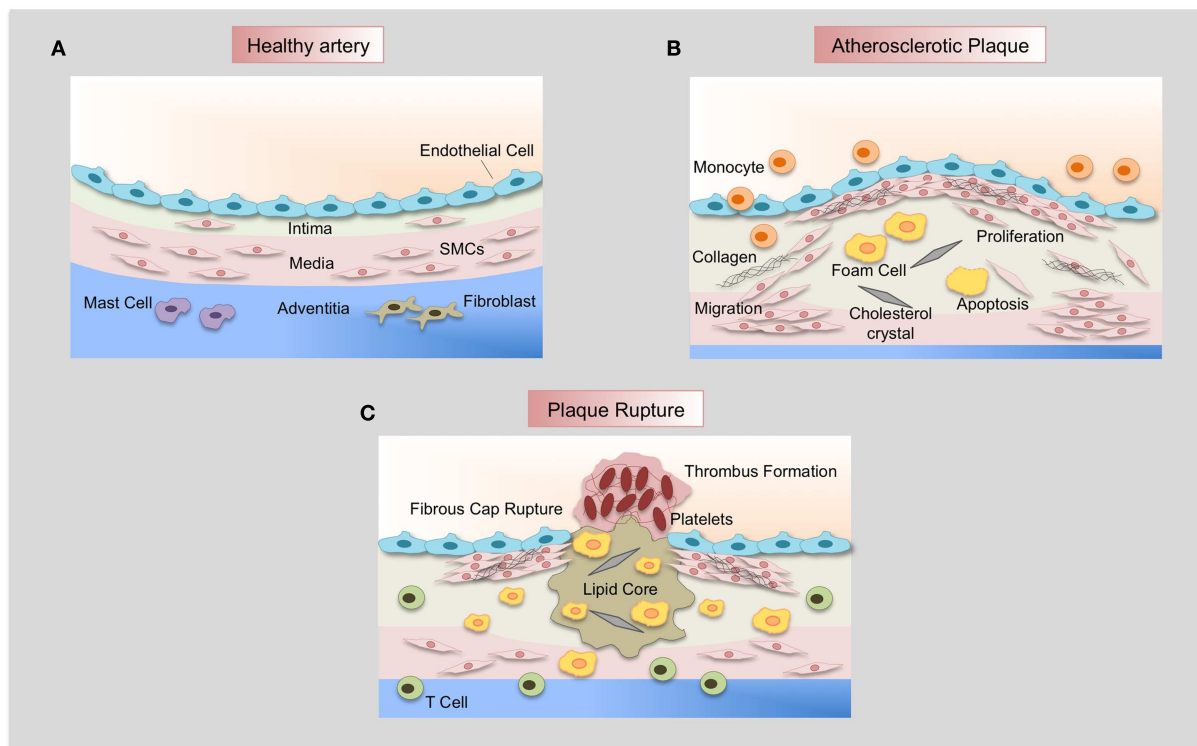 A
Healthy artery
Endothelial Cell
Intima
SMCs
Media
Mast Cell
Adventitia
Fibroblast
B
Atherosclerotic Plaque
Monocyte
Proliferation
Collagen
Foam Cell
Migration
Apoptosis
Cholesterol
crystal
C
Plaque Rupture
Thrombus Formation
Fibrous Cap Rupture
Platelets
Lipid Core
T Cell